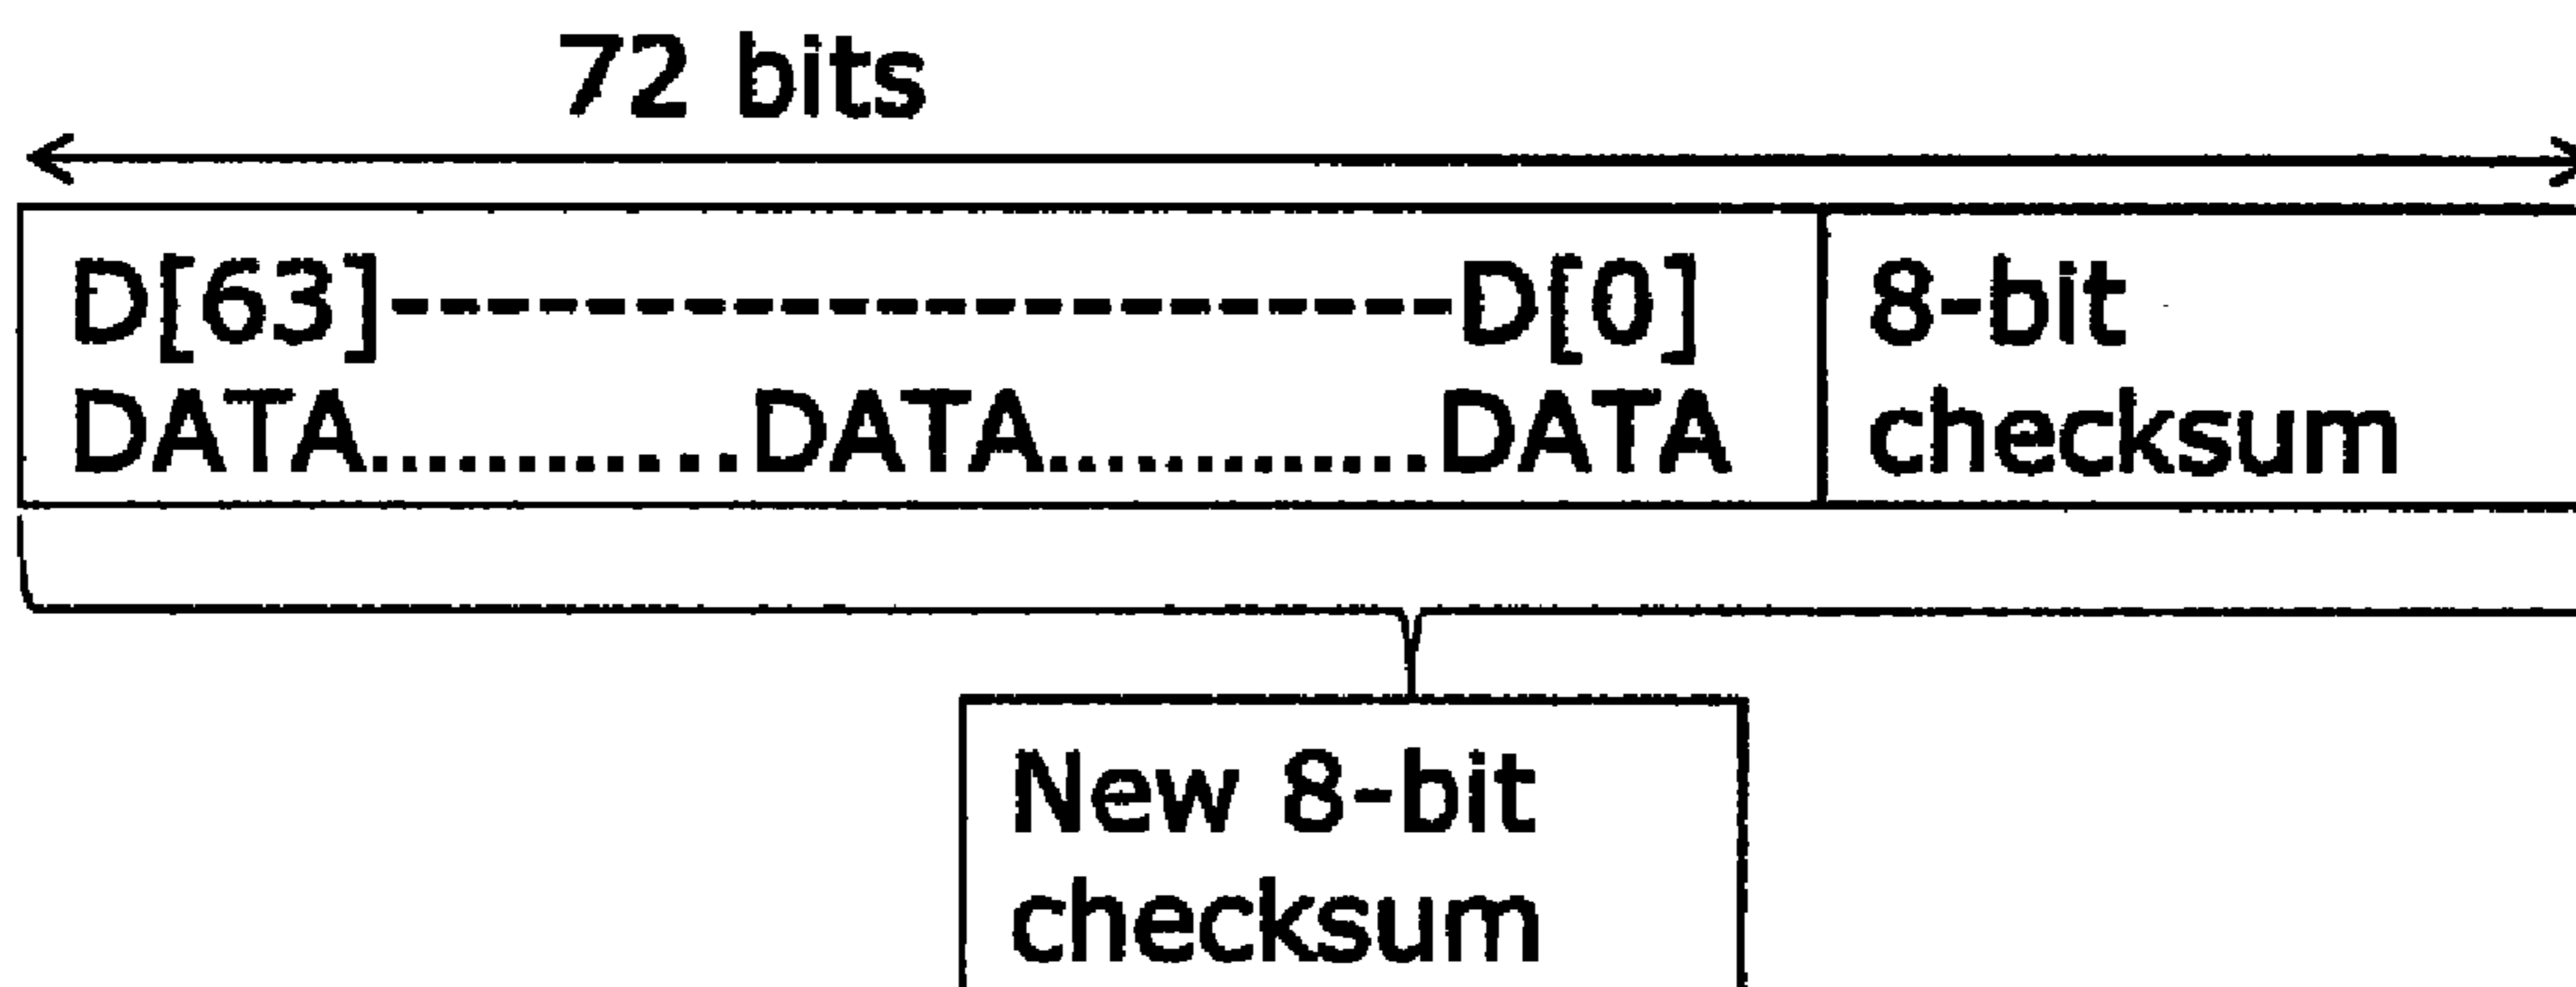 72 bits
D[63]--------------------------D[0]
DATA.............DATA.............DATA
8-bit
checksum
New 8-bit
checksum